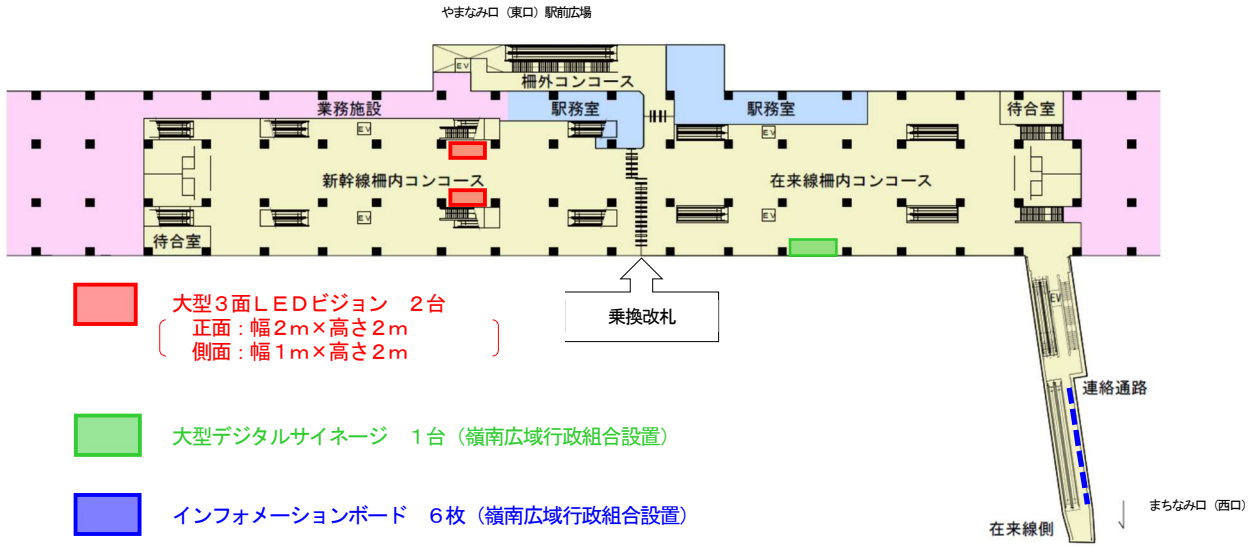 やまなみ口（東口）駅前広場
EV
柵外コンコース
業務施設
駅務室
駅務室
待合室
EV
EV
新幹線柵内コンコース
在来線柵内コンコース
EV
EV
待合室
大型３面ＬＥＤビジョン　２台
正面：幅２ｍ×高さ２ｍ
側面：幅１ｍ×高さ２ｍ
乗換改札
EV
連絡通路
大型デジタルサイネージ　１台（嶺南広域行政組合設置）
まちなみ口（西口）
インフォメーションボード　６枚（嶺南広域行政組合設置）
在来線側